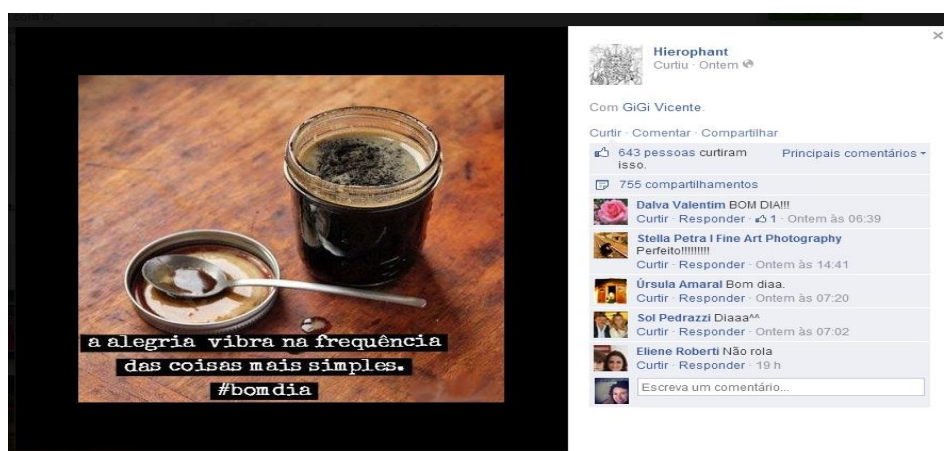 a alegria vibra na frequência
das coisas mais simples.
#bomdia
Hierophant
Curtiu · Ontem
Com GiGi Vicente.
Curtir · Comentar · Compartilhar
643 pessoas curtiram isso.
Principais comentários
755 compartilhamentos
Dalva Valentim BOM DIA!!!
Curtir · Responder · 1 · Ontem às 06:39
Stella Petra l Fine Art Photography
Perfeito!!!!!!!!!
Curtir · Responder · Ontem às 14:41
Úrsula Amaral Bom diaa.
Curtir · Responder · Ontem às 07:20
Sol Pedrazzi Diaaa^^
Curtir · Responder · Ontem às 07:02
Eliene Roberti Não rola
Curtir · Responder · 19 h
Escreva um comentário...